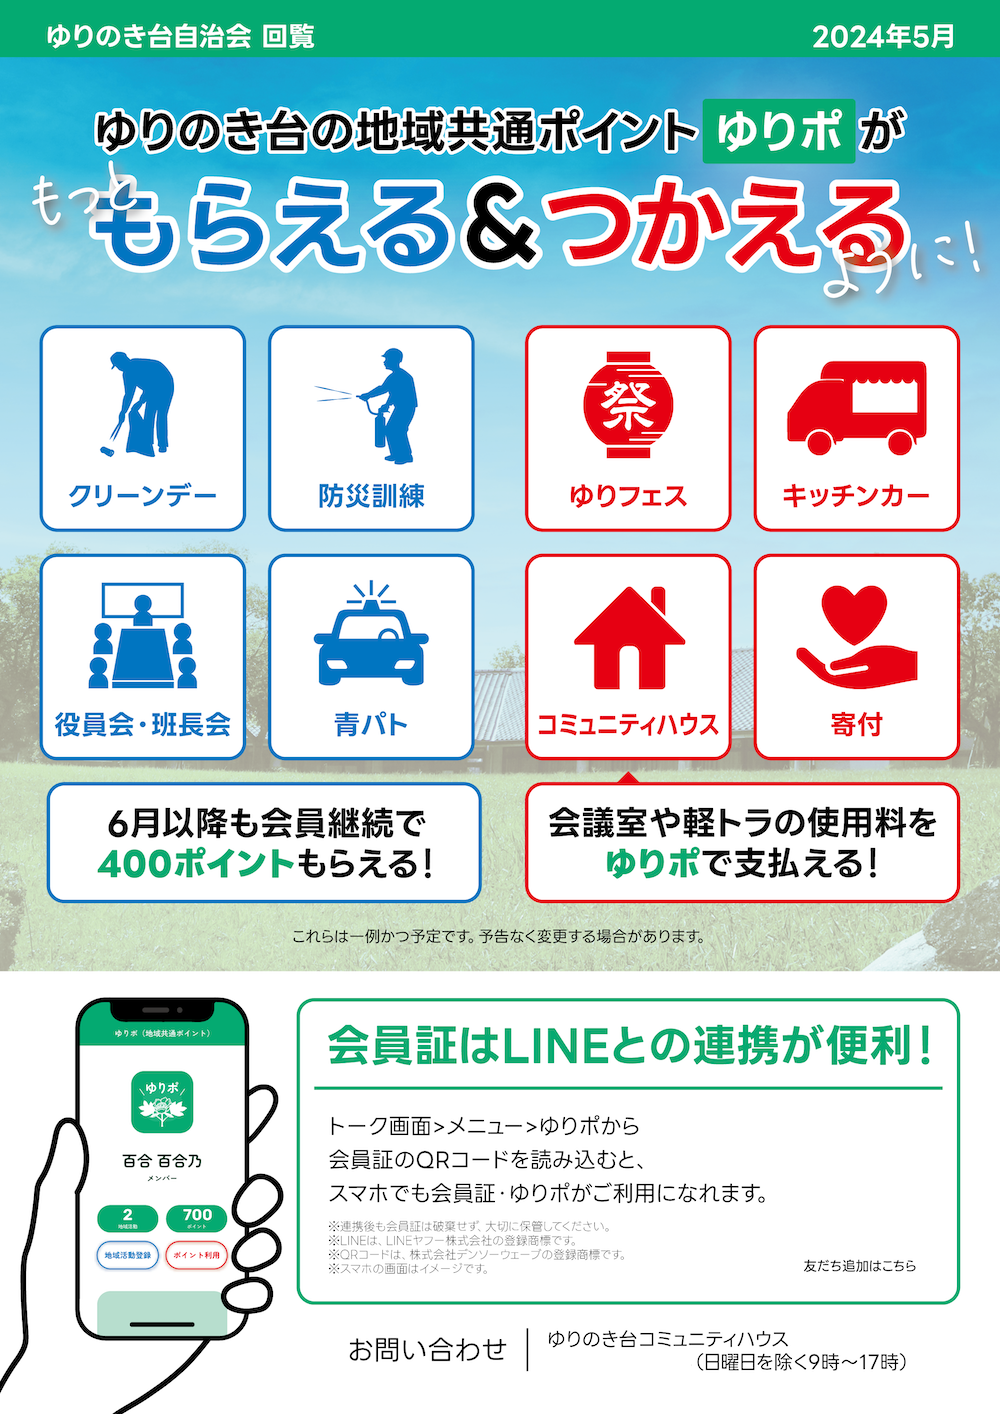 ゆりのき台自治会 回覧
2024年5月
ゆりのき台の地域共通ポイント ゆりポ が
もっと
もらえる&つかえる
ように!
クリーンデー
防災訓練
祭
ゆりフェス
キッチンカー
役員会・班長会
青パト
コミュニティハウス
寄付
6月以降も会員継続で
400ポイントもらえる!
会議室や軽トラの使用料を
ゆりポで支払える!
これらは一例かつ予定です。予告なく変更する場合があります。
ゆりポ(地域共通ポイント)
ゆりポ
百合 百合乃
メンバー
2
地域活動
700
ポイント
地域活動登録
ポイント利用
会員証はLINEとの連携が便利!
トーク画面>メニュー>ゆりポから
会員証のQRコードを読み込むと、
スマホでも会員証・ゆりポがご利用になれます。
※連携後も会員証は破棄せず、大切に保管してください。
※LINEは、LINEヤフー株式会社の登録商標です。
※QRコードは、株式会社デンソーウェーブの登録商標です。
※スマホの画面はイメージです。
友だち追加はこちら
お問い合わせ
ゆりのき台コミュニティハウス
(日曜日を除く9時〜17時)